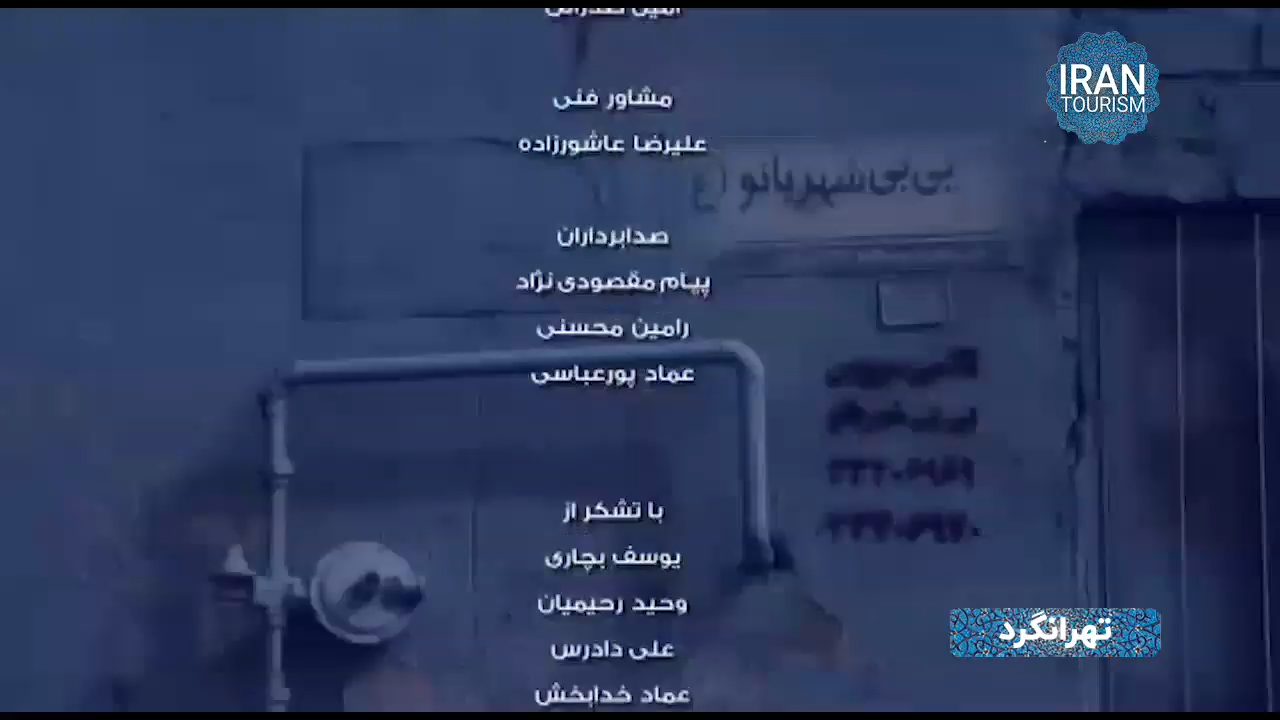 IRAN
TOURISM
مشاور فنی
علیرضا عاشورزاده
بی بی شهربانو
صدابرداران
پیام مقصودی نژاد
رامین محسنی
عماد پورعباسی
با تشکر از
یوسف بچاری
وحید رحیمیان
علی دادرس
عماد خدابخش
تهرانگرد